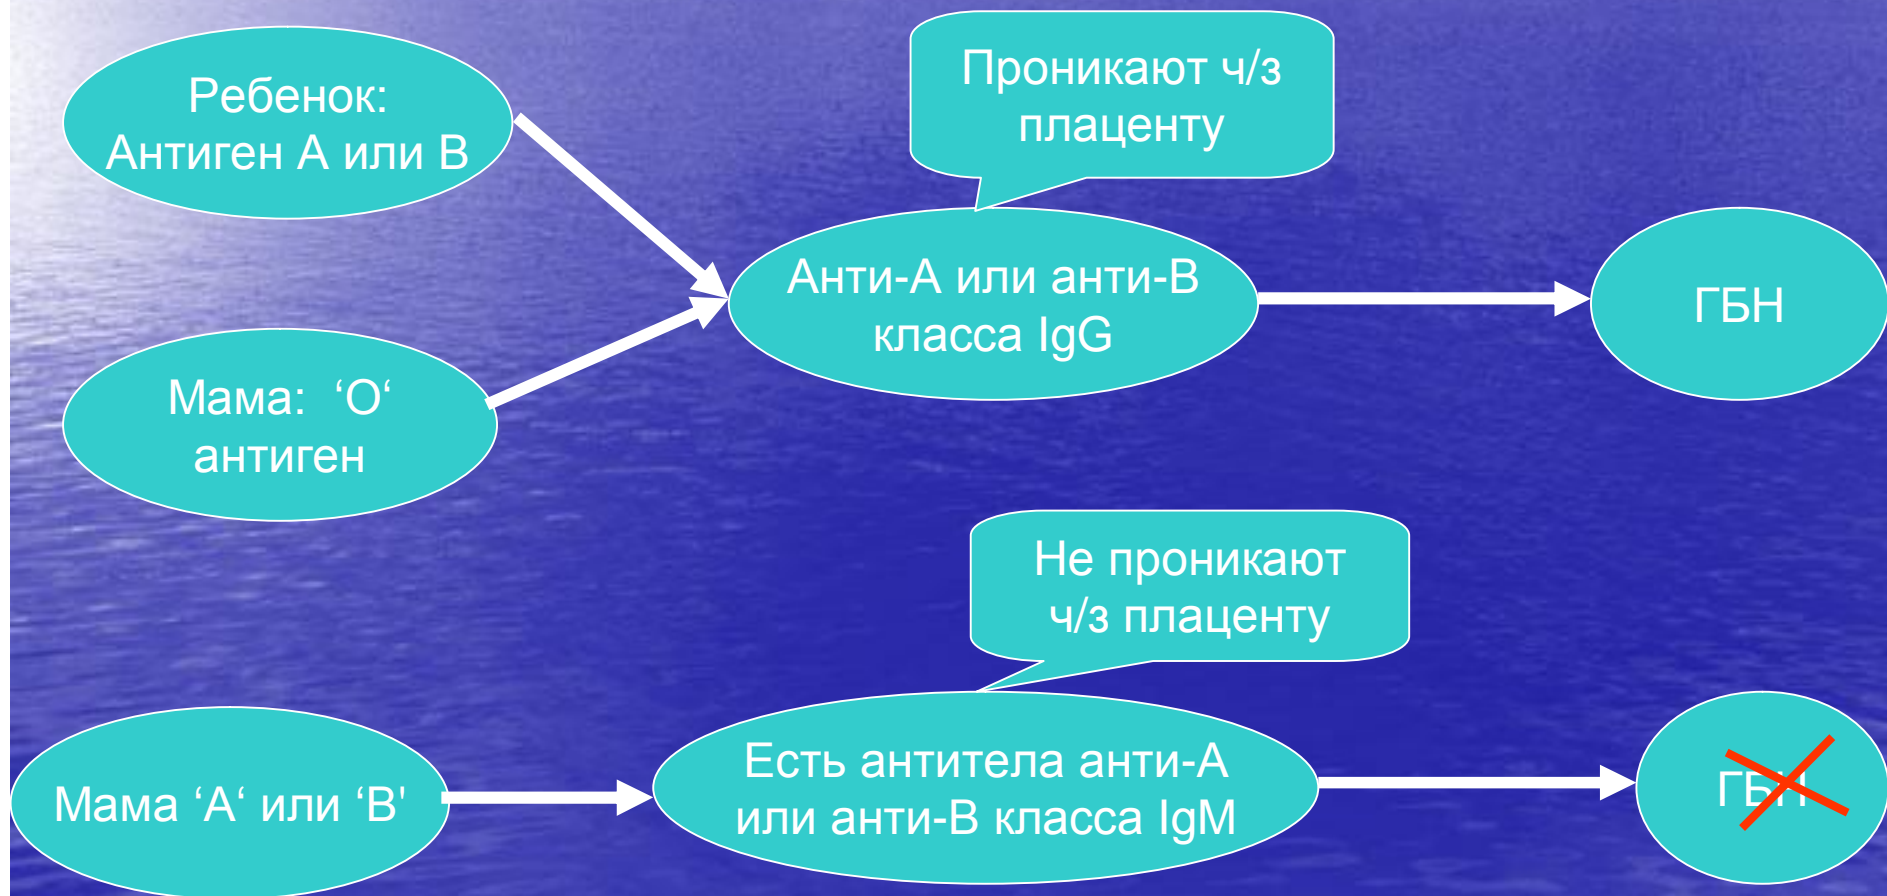 Ребенок:
Антиген А или В
Проникают ч/з
плаценту
Анти-А или анти-В
класса IgG
ГБН
Мама: ‘О‘
антиген
Не проникают
ч/з плаценту
Мама ‘А‘ или ‘В'
Есть антитела анти-А
или анти-В класса IgM
ГБН